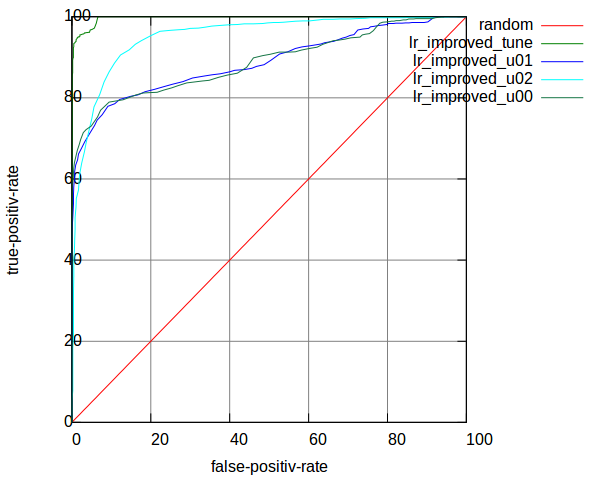 100
80
60
40
20
0
true-positiv-rate
0 20 40 60 80 100
false-positiv-rate
random
lr_improved_tune
lr_improved_u01
lr_improved_u02
lr_improved_u00